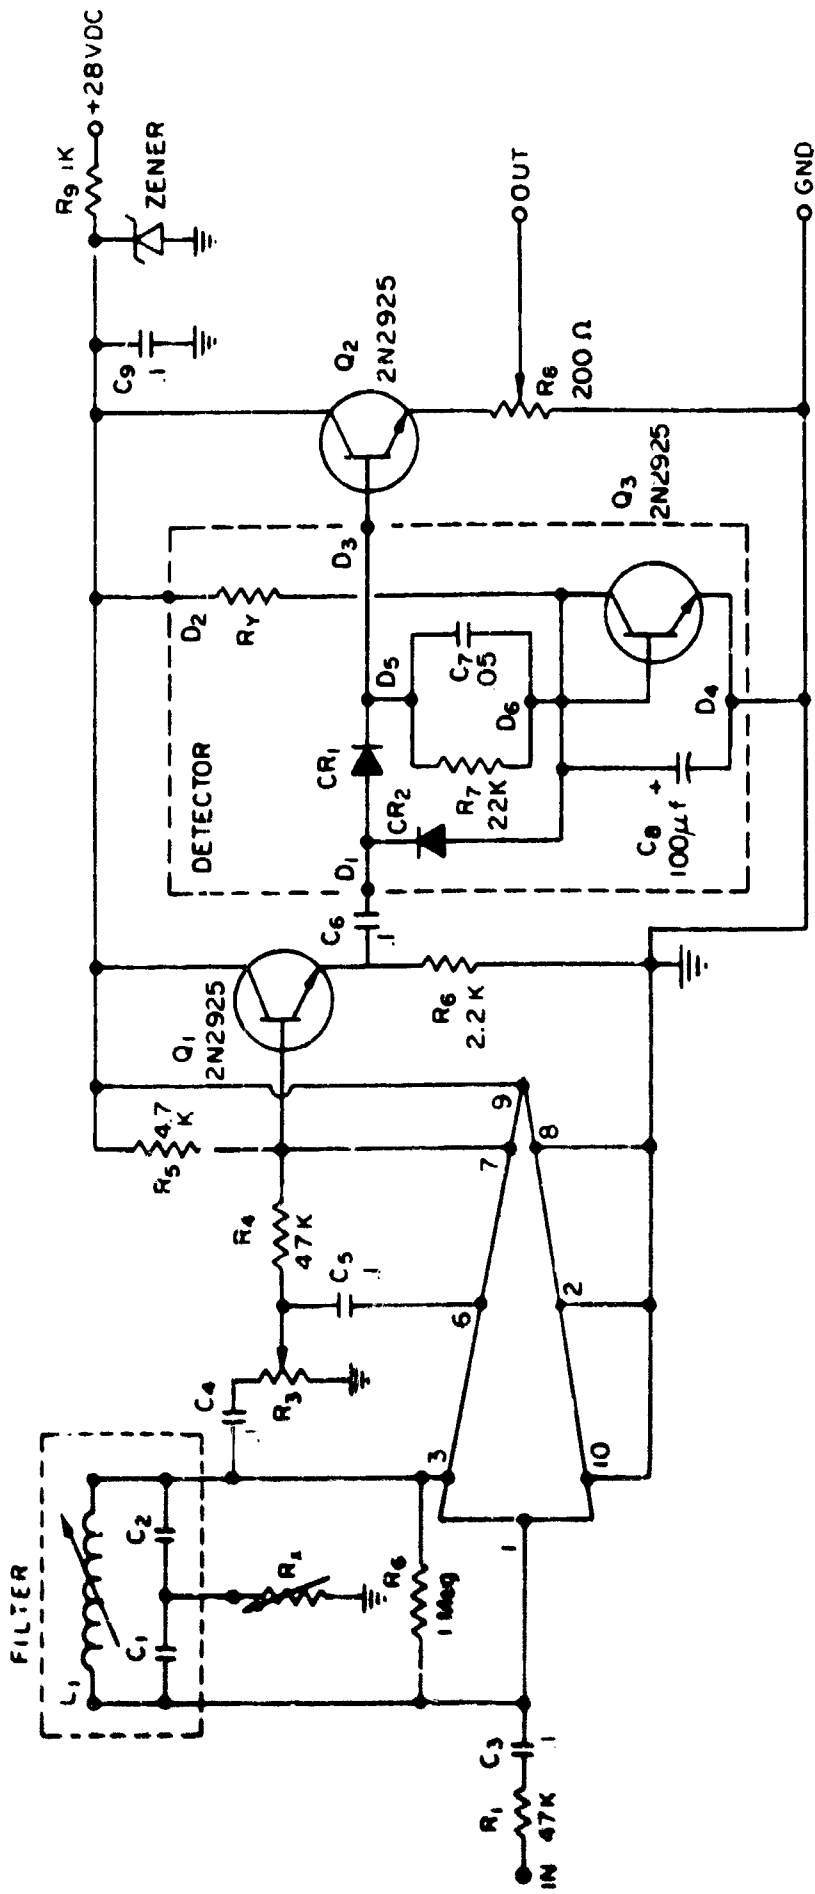 FILTER
L1
C1
C2
Rx
R6
1 Meg
IN
R1
47K
C3
.1
1
3
10
6
2
7
8
9
C4
.1
R3
C5
.1
R4
47K
R5
4.7
K
Q1
2N2925
R6
2.2K
C6
.1
DETECTOR
D1
CR1
CR2
D2
RY
D3
D5
C7
.05
R7
22K
D6
C8
100μf
+
D4
Q3
2N2925
Q2
2N2925
R8
200Ω
C9
.1
R9 1K
+28VDC
ZENER
OUT
GND